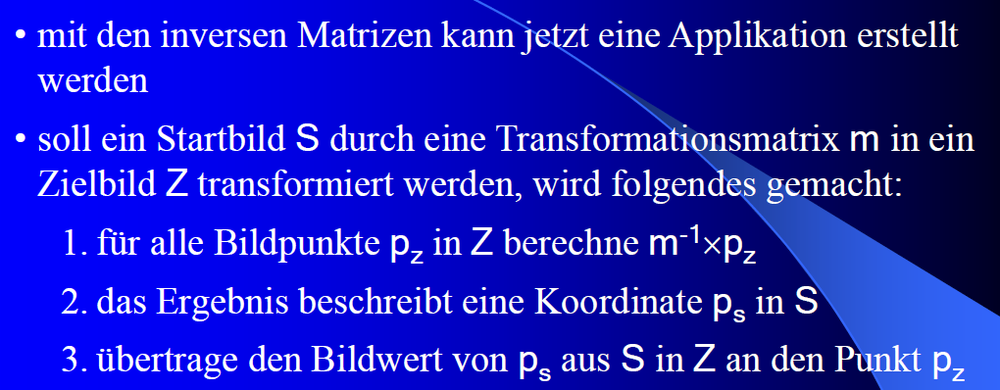 • mit den inversen Matrizen kann jetzt eine Applikation erstellt
werden
• soll ein Startbild S durch eine Transformationsmatrix m in ein
Zielbild Z transformiert werden, wird folgendes gemacht:
1. für alle Bildpunkte p_z in Z berechne m⁻¹×p_z
2. das Ergebnis beschreibt eine Koordinate p_s in S
3. übertrage den Bildwert von p_s aus S in Z an den Punkt p_z